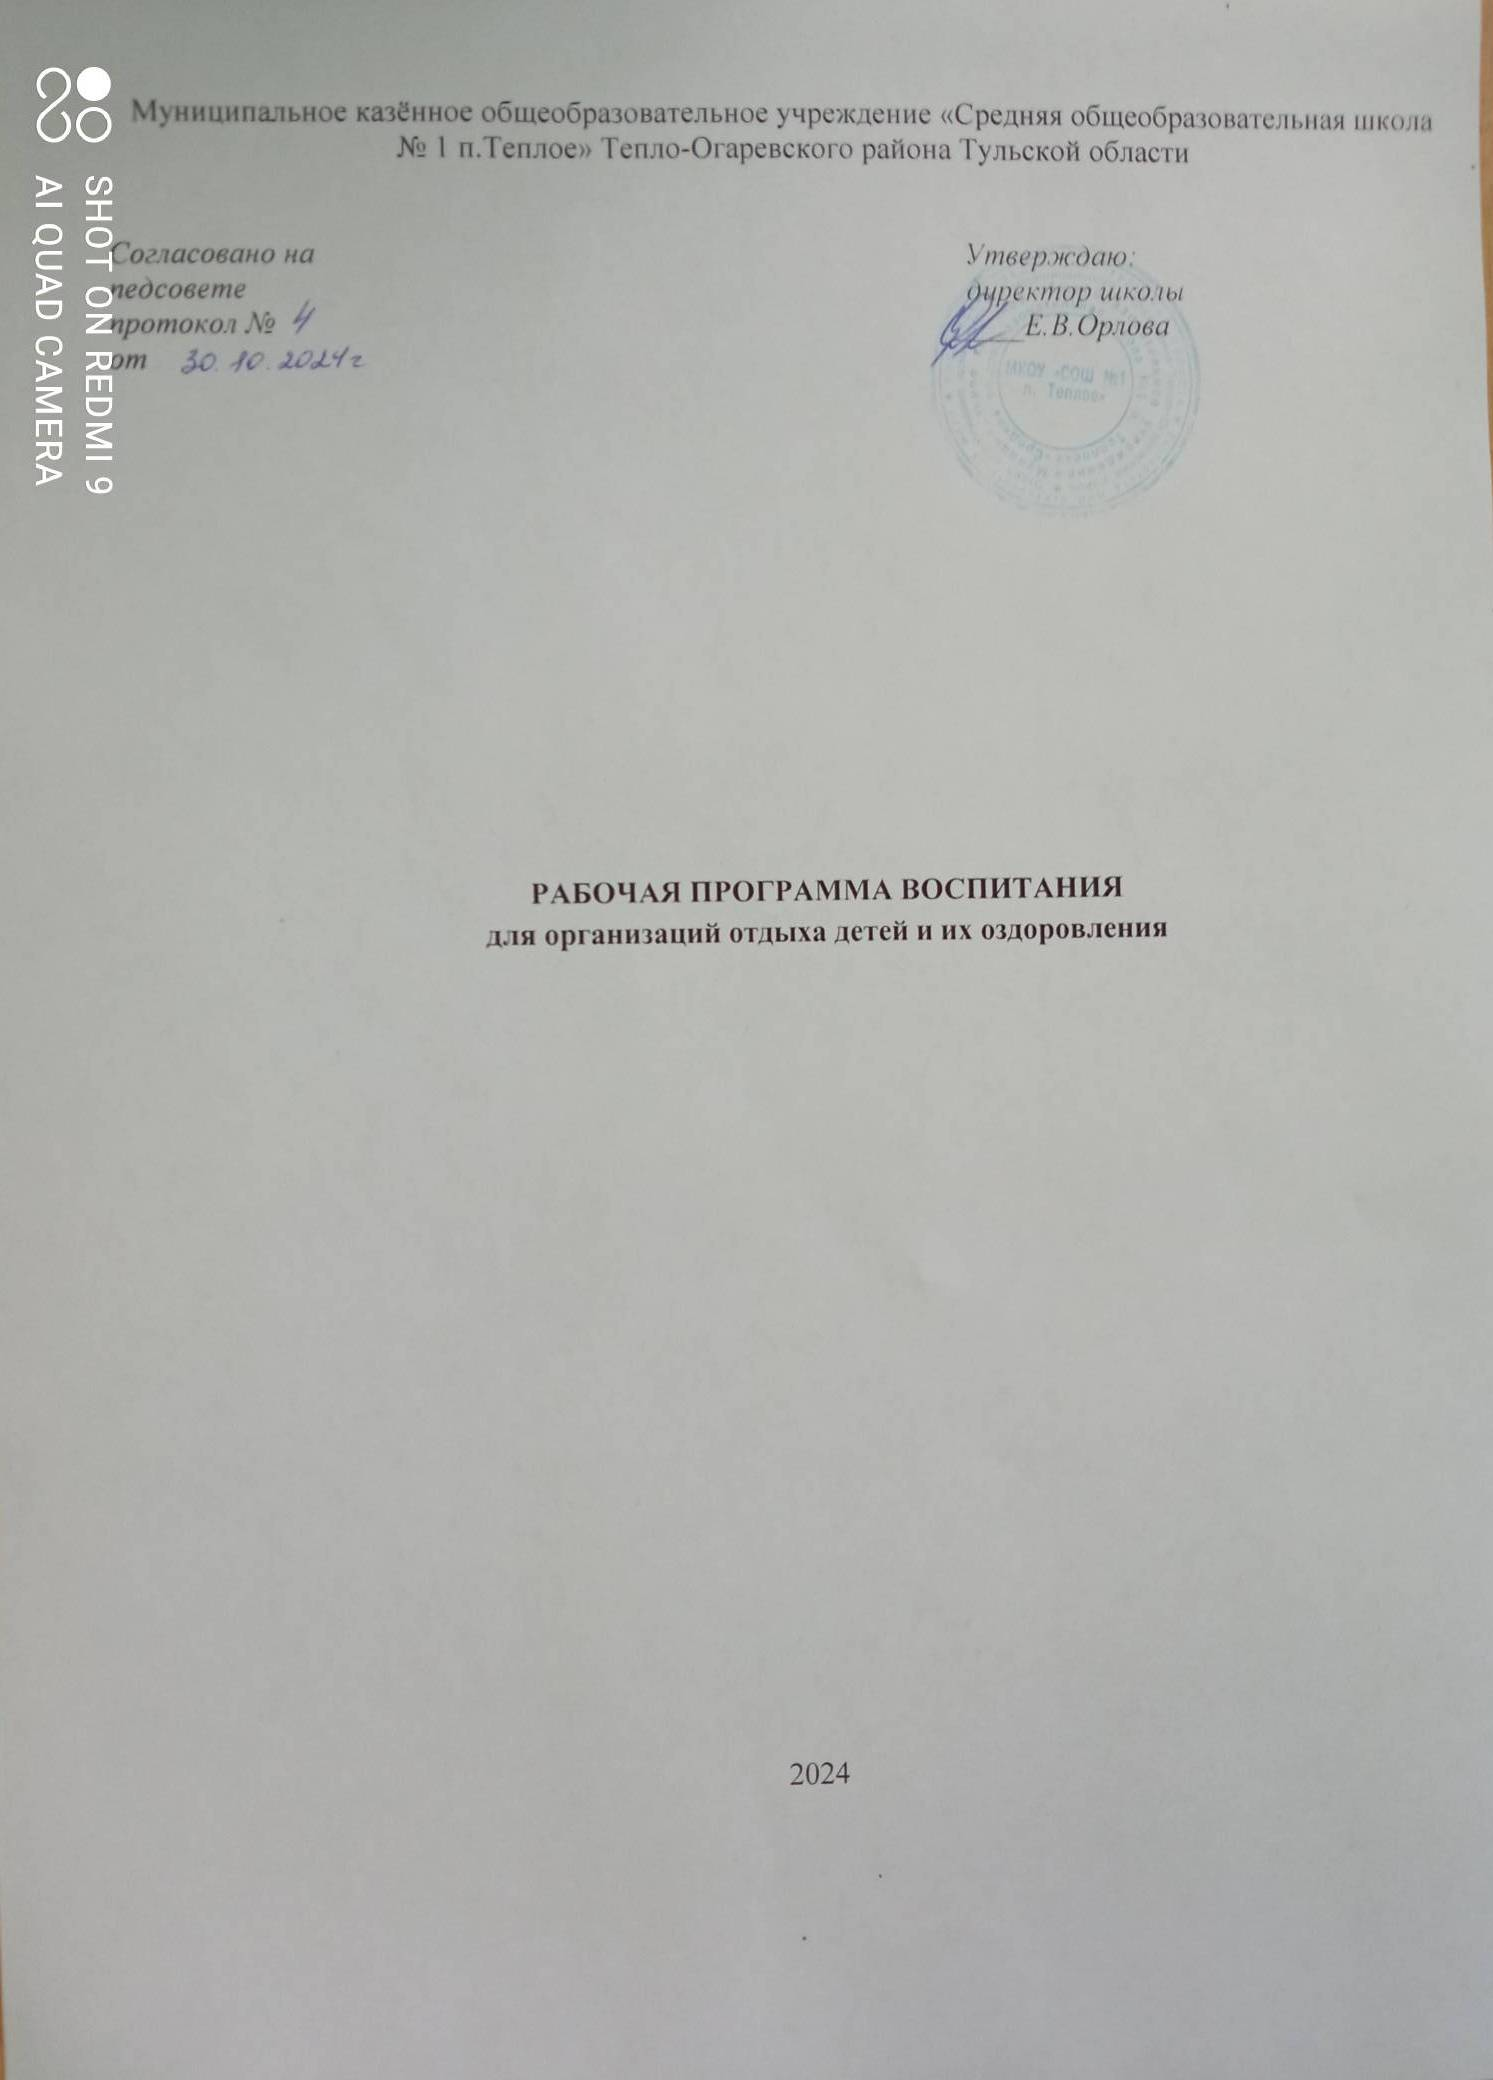 Муниципальное казённое общеобразовательное учреждение «Средняя общеобразовательная школа
№ 1 п.Теплое» Тепло-Огаревского района Тульской области
Согласовано на
педсовете
протокол № 4
от 30.10.2024г
Утверждаю:
директор школы
Е.В.Орлова
МКОУ «СОШ №1
п. Теплое»
РАБОЧАЯ ПРОГРАММА ВОСПИТАНИЯ
для организаций отдыха детей и их оздоровления
2024
SHOT ON REDMI 9
AI QUAD CAMERA